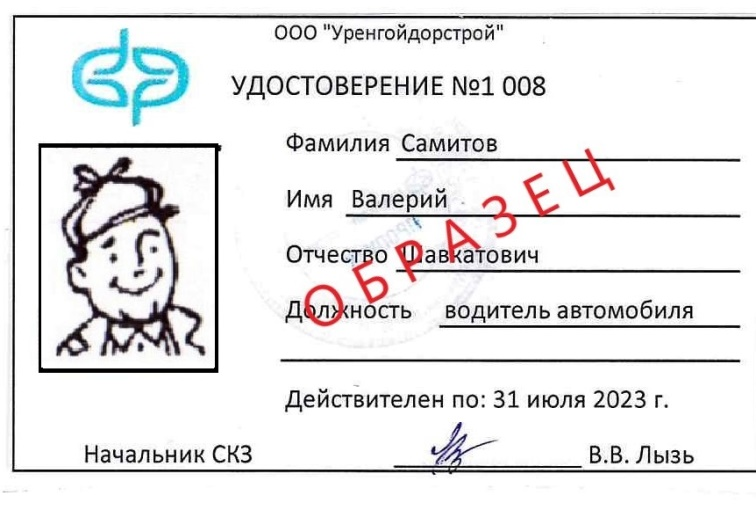 ООО "Уренгойдорстрой"
УДОСТОВЕРЕНИЕ №1 008
Фамилия Самитов
Имя Валерий
Отчество Шавкатович
Должность водитель автомобиля
Действителен по: 31 июля 2023 г.
Начальник СКЗ В.В. Лызь
ОБРАЗЕЦ